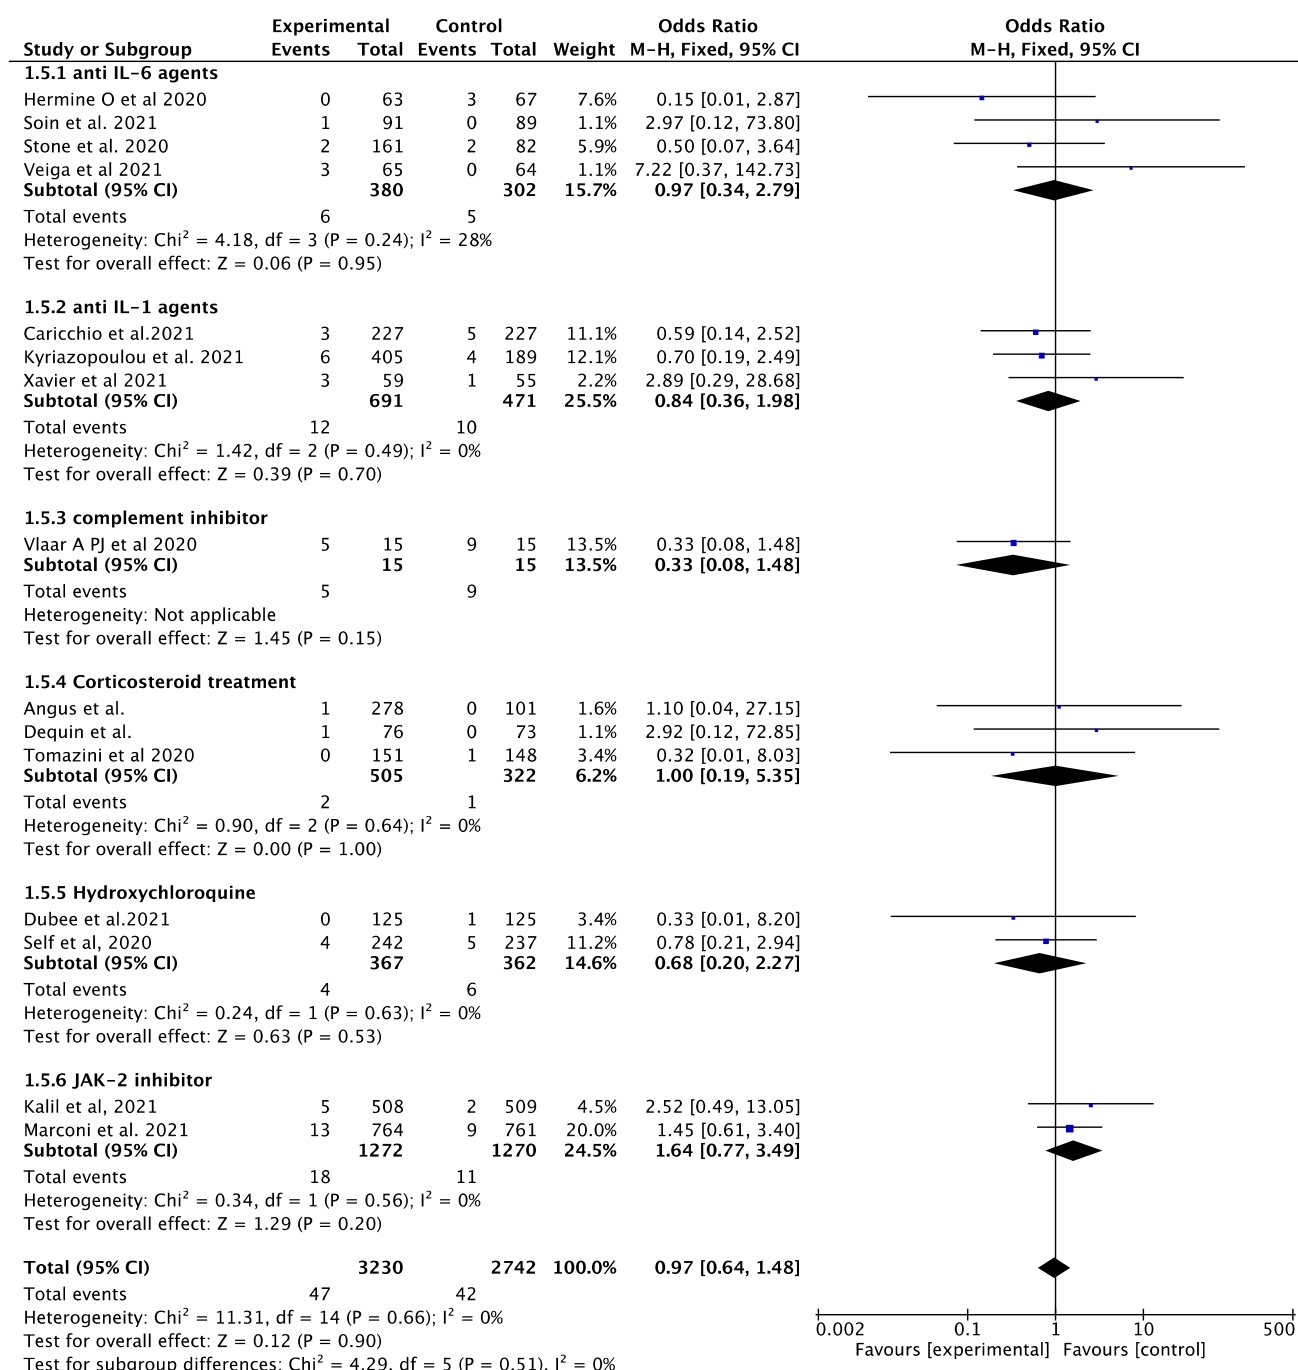 Experimental Control Odds Ratio Odds Ratio
Study or Subgroup Events Total Events Total Weight M-H, Fixed, 95% CI M-H, Fixed, 95% CI
1.5.1 anti IL-6 agents
Hermine O et al 2020 0 63 3 67 7.6% 0.15 [0.01, 2.87]
Soin et al. 2021 1 91 0 89 1.1% 2.97 [0.12, 73.80]
Stone et al. 2020 2 161 2 82 5.9% 0.50 [0.07, 3.64]
Veiga et al 2021 3 65 0 64 1.1% 7.22 [0.37, 142.73]
Subtotal (95% CI) 380 302 15.7% 0.97 [0.34, 2.79]
Total events 6 5
Heterogeneity: Chi² = 4.18, df = 3 (P = 0.24); I² = 28%
Test for overall effect: Z = 0.06 (P = 0.95)
1.5.2 anti IL-1 agents
Caricchio et al.2021 3 227 5 227 11.1% 0.59 [0.14, 2.52]
Kyriazopoulou et al. 2021 6 405 4 189 12.1% 0.70 [0.19, 2.49]
Xavier et al 2021 3 59 1 55 2.2% 2.89 [0.29, 28.68]
Subtotal (95% CI) 691 471 25.5% 0.84 [0.36, 1.98]
Total events 12 10
Heterogeneity: Chi² = 1.42, df = 2 (P = 0.49); I² = 0%
Test for overall effect: Z = 0.39 (P = 0.70)
1.5.3 complement inhibitor
Vlaar A PJ et al 2020 5 15 9 15 13.5% 0.33 [0.08, 1.48]
Subtotal (95% CI) 15 15 13.5% 0.33 [0.08, 1.48]
Total events 5 9
Heterogeneity: Not applicable
Test for overall effect: Z = 1.45 (P = 0.15)
1.5.4 Corticosteroid treatment
Angus et al. 1 278 0 101 1.6% 1.10 [0.04, 27.15]
Dequin et al. 1 76 0 73 1.1% 2.92 [0.12, 72.85]
Tomazini et al 2020 0 151 1 148 3.4% 0.32 [0.01, 8.03]
Subtotal (95% CI) 505 322 6.2% 1.00 [0.19, 5.35]
Total events 2 1
Heterogeneity: Chi² = 0.90, df = 2 (P = 0.64); I² = 0%
Test for overall effect: Z = 0.00 (P = 1.00)
1.5.5 Hydroxychloroquine
Dubee et al.2021 0 125 1 125 3.4% 0.33 [0.01, 8.20]
Self et al, 2020 4 242 5 237 11.2% 0.78 [0.21, 2.94]
Subtotal (95% CI) 367 362 14.6% 0.68 [0.20, 2.27]
Total events 4 6
Heterogeneity: Chi² = 0.24, df = 1 (P = 0.63); I² = 0%
Test for overall effect: Z = 0.63 (P = 0.53)
1.5.6 JAK-2 inhibitor
Kalil et al, 2021 5 508 2 509 4.5% 2.52 [0.49, 13.05]
Marconi et al. 2021 13 764 9 761 20.0% 1.45 [0.61, 3.40]
Subtotal (95% CI) 1272 1270 24.5% 1.64 [0.77, 3.49]
Total events 18 11
Heterogeneity: Chi² = 0.34, df = 1 (P = 0.56); I² = 0%
Test for overall effect: Z = 1.29 (P = 0.20)
Total (95% CI) 3230 2742 100.0% 0.97 [0.64, 1.48]
Total events 47 42
Heterogeneity: Chi² = 11.31, df = 14 (P = 0.66); I² = 0%
Test for overall effect: Z = 0.12 (P = 0.90)
Test for subgroup differences: Chi² = 4.29, df = 5 (P = 0.51), I² = 0%
0.002 0.1 1 10 500
Favours [experimental] Favours [control]